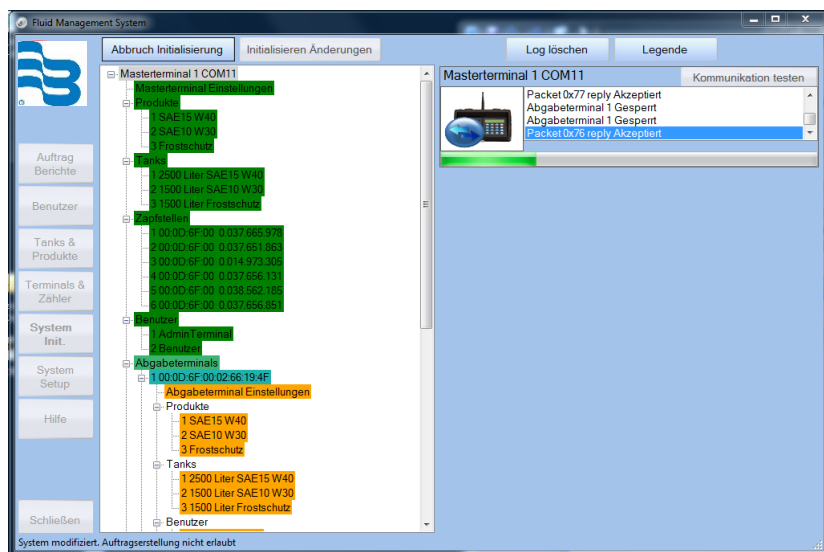 Fluid Management System
Abbruch Initialisierung
Initialisieren Änderungen
Log löschen
Legende
Auftrag
Berichte
Benutzer
Tanks &
Produkte
Terminals &
Zähler
System
Init.
System
Setup
Hilfe
Schließen
Masterterminal 1 COM11
Masterterminal Einstellungen
Produkte
1 SAE15 W40
2 SAE10 W30
3 Frostschutz
Tanks
1 2500 Liter SAE15 W40
2 1500 Liter SAE10 W30
3 1500 Liter Frostschutz
Zapfstellen
1 00:0D:6F:00 0.037.665.978
2 00:0D:6F:00 0.037.651.863
3 00:0D:6F:00 0.014.973.305
4 00:0D:6F:00 0.037.656.131
5 00:0D:6F:00 0.038.562.185
6 00:0D:6F:00 0.037.656.851
Benutzer
1 AdminTerminal
2 Benutzer
Abgabeterminals
1 00:0D:6F:00:02:66:19:4F
Abgabeterminal Einstellungen
Produkte
1 SAE15 W40
2 SAE10 W30
3 Frostschutz
Tanks
1 2500 Liter SAE15 W40
2 1500 Liter SAE10 W30
3 1500 Liter Frostschutz
Benutzer
Masterterminal 1 COM11
Kommunikation testen
Packet 0x77 reply Akzeptiert
Abgabeterminal 1 Gesperrt
Abgabeterminal 1 Gesperrt
Packet 0x76 reply Akzeptiert
System modifiziert. Auftragserstellung nicht erlaubt